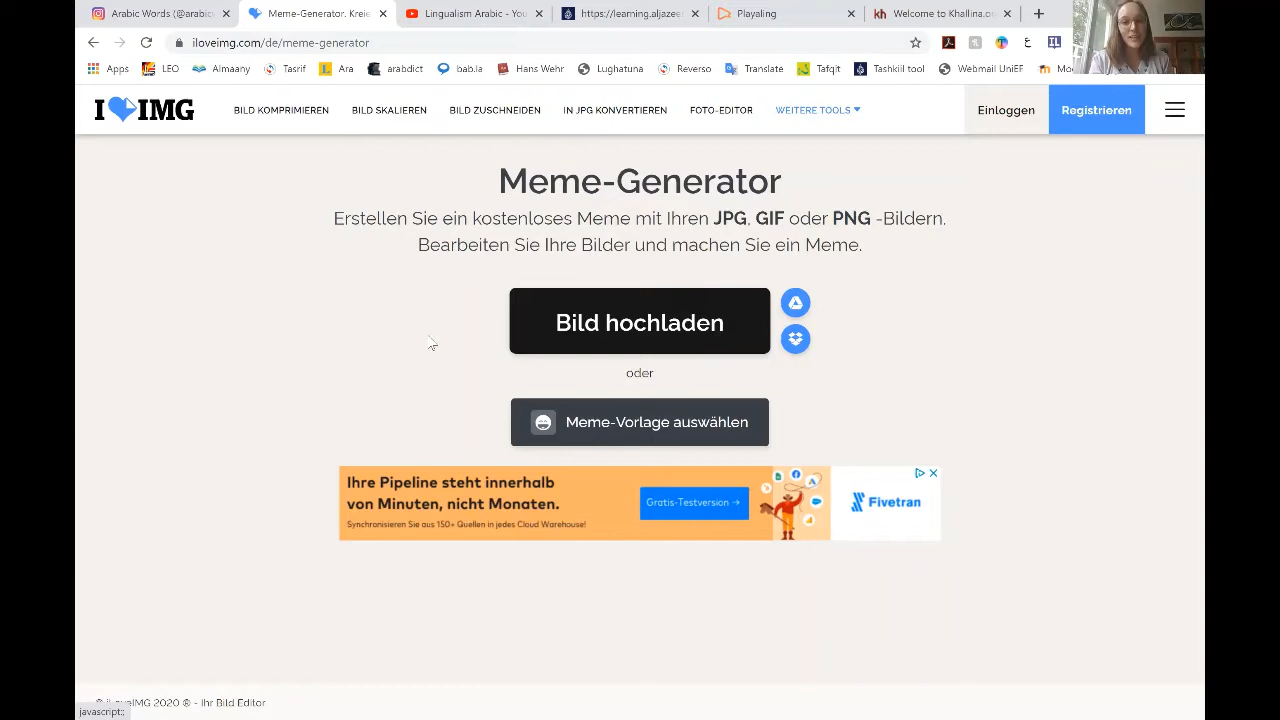 Arabic Words (@arabic
Meme-Generator. Kreie
Lingualism Arabic - You
https://learning.aljazee
Playaling
Welcome to Khallina.or
iloveimg.com/de/meme-generator
Apps
LEO
Almaany
Tasrif
Ara
arabdict
bab.la
Hans Wehr
Lughatuna
Reverso
Translate
Tafqit
Tashkil tool
Webmail UniEF
I IMG
BILD KOMPRIMIEREN
BILD SKALIEREN
BILD ZUSCHNEIDEN
IN JPG KONVERTIEREN
FOTO-EDITOR
WEITERE TOOLS
Einloggen
Registrieren
Meme-Generator
Erstellen Sie ein kostenloses Meme mit Ihren JPG, GIF oder PNG -Bildern.
Bearbeiten Sie Ihre Bilder und machen Sie ein Meme.
Bild hochladen
oder
Meme-Vorlage auswählen
Ihre Pipeline steht innerhalb
von Minuten, nicht Monaten.
Synchronisieren Sie aus 150+ Quellen in jedes Cloud Warehouse!
Gratis-Testversion →
Fivetran
© iLoveIMG 2020 ® - Ihr Bild Editor
javascript:;